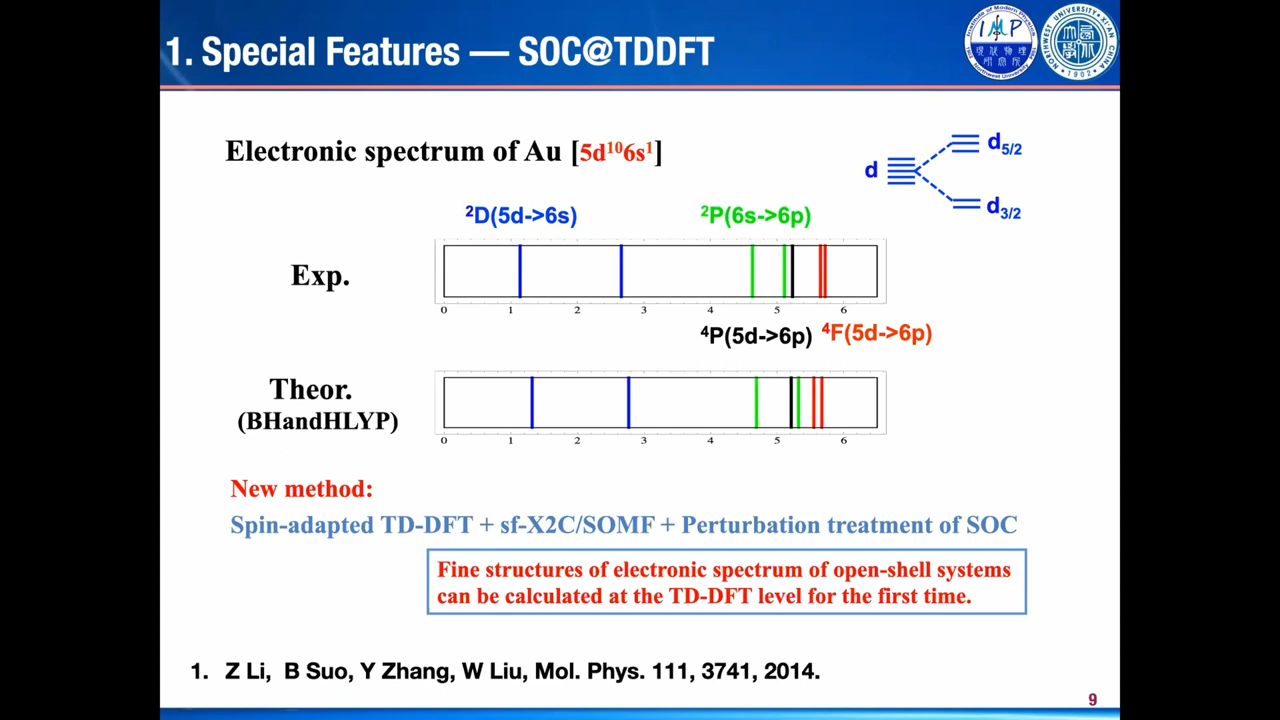 1. Special Features — SOC@TDDFT
IMP
1902
Electronic spectrum of Au [5d¹⁰6s¹]
d
d5/2
d3/2
²D(5d->6s)
²P(6s->6p)
Exp.
0 1 2 3 4 5 6
⁴P(5d->6p) ⁴F(5d->6p)
Theor.
(BHandHLYP)
0 1 2 3 4 5 6
New method:
Spin-adapted TD-DFT + sf-X2C/SOMF + Perturbation treatment of SOC
Fine structures of electronic spectrum of open-shell systems
can be calculated at the TD-DFT level for the first time.
1. Z Li, B Suo, Y Zhang, W Liu, Mol. Phys. 111, 3741, 2014.
9